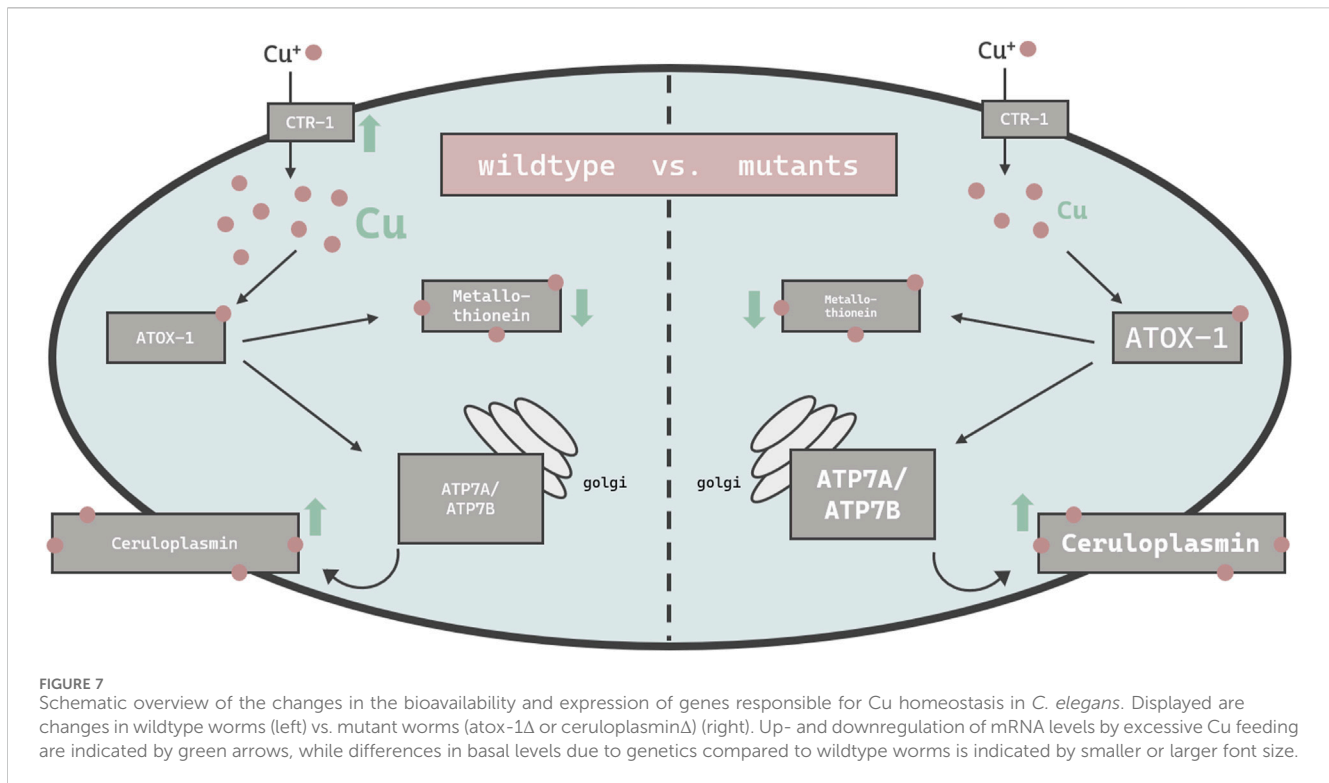 Cu⁺
CTR-1
Cu
ATOX-1
Metallo-
thionein
ATP7A/
ATP7B
golgi
Ceruloplasmin
wildtype vs. mutants
Cu⁺
CTR-1
Cu
Metallo-
thionein
ATOX-1
golgi
ATP7A/
ATP7B
Ceruloplasmin
FIGURE 7
Schematic overview of the changes in the bioavailability and expression of genes responsible for Cu homeostasis in C. elegans. Displayed are
changes in wildtype worms (left) vs. mutant worms (atox-1Δ or ceruloplasminΔ) (right). Up- and downregulation of mRNA levels by excessive Cu feeding
are indicated by green arrows, while differences in basal levels due to genetics compared to wildtype worms is indicated by smaller or larger font size.